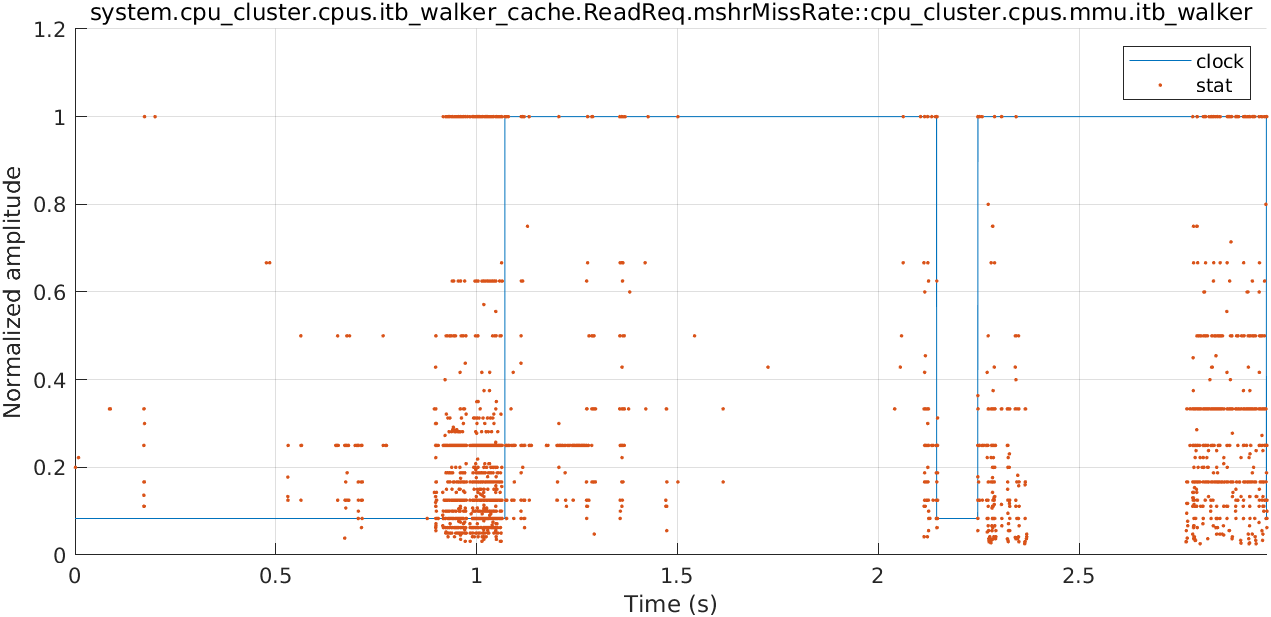 system.cpu_cluster.cpus.itb_walker_cache.ReadReq.mshrMissRate::cpu_cluster.cpus.mmu.itb_walker
1.2
clock
stat
1
0.8
0.6
0.4
0.2
0
Normalized amplitude
0
0.5
1
1.5
2
2.5
Time (s)